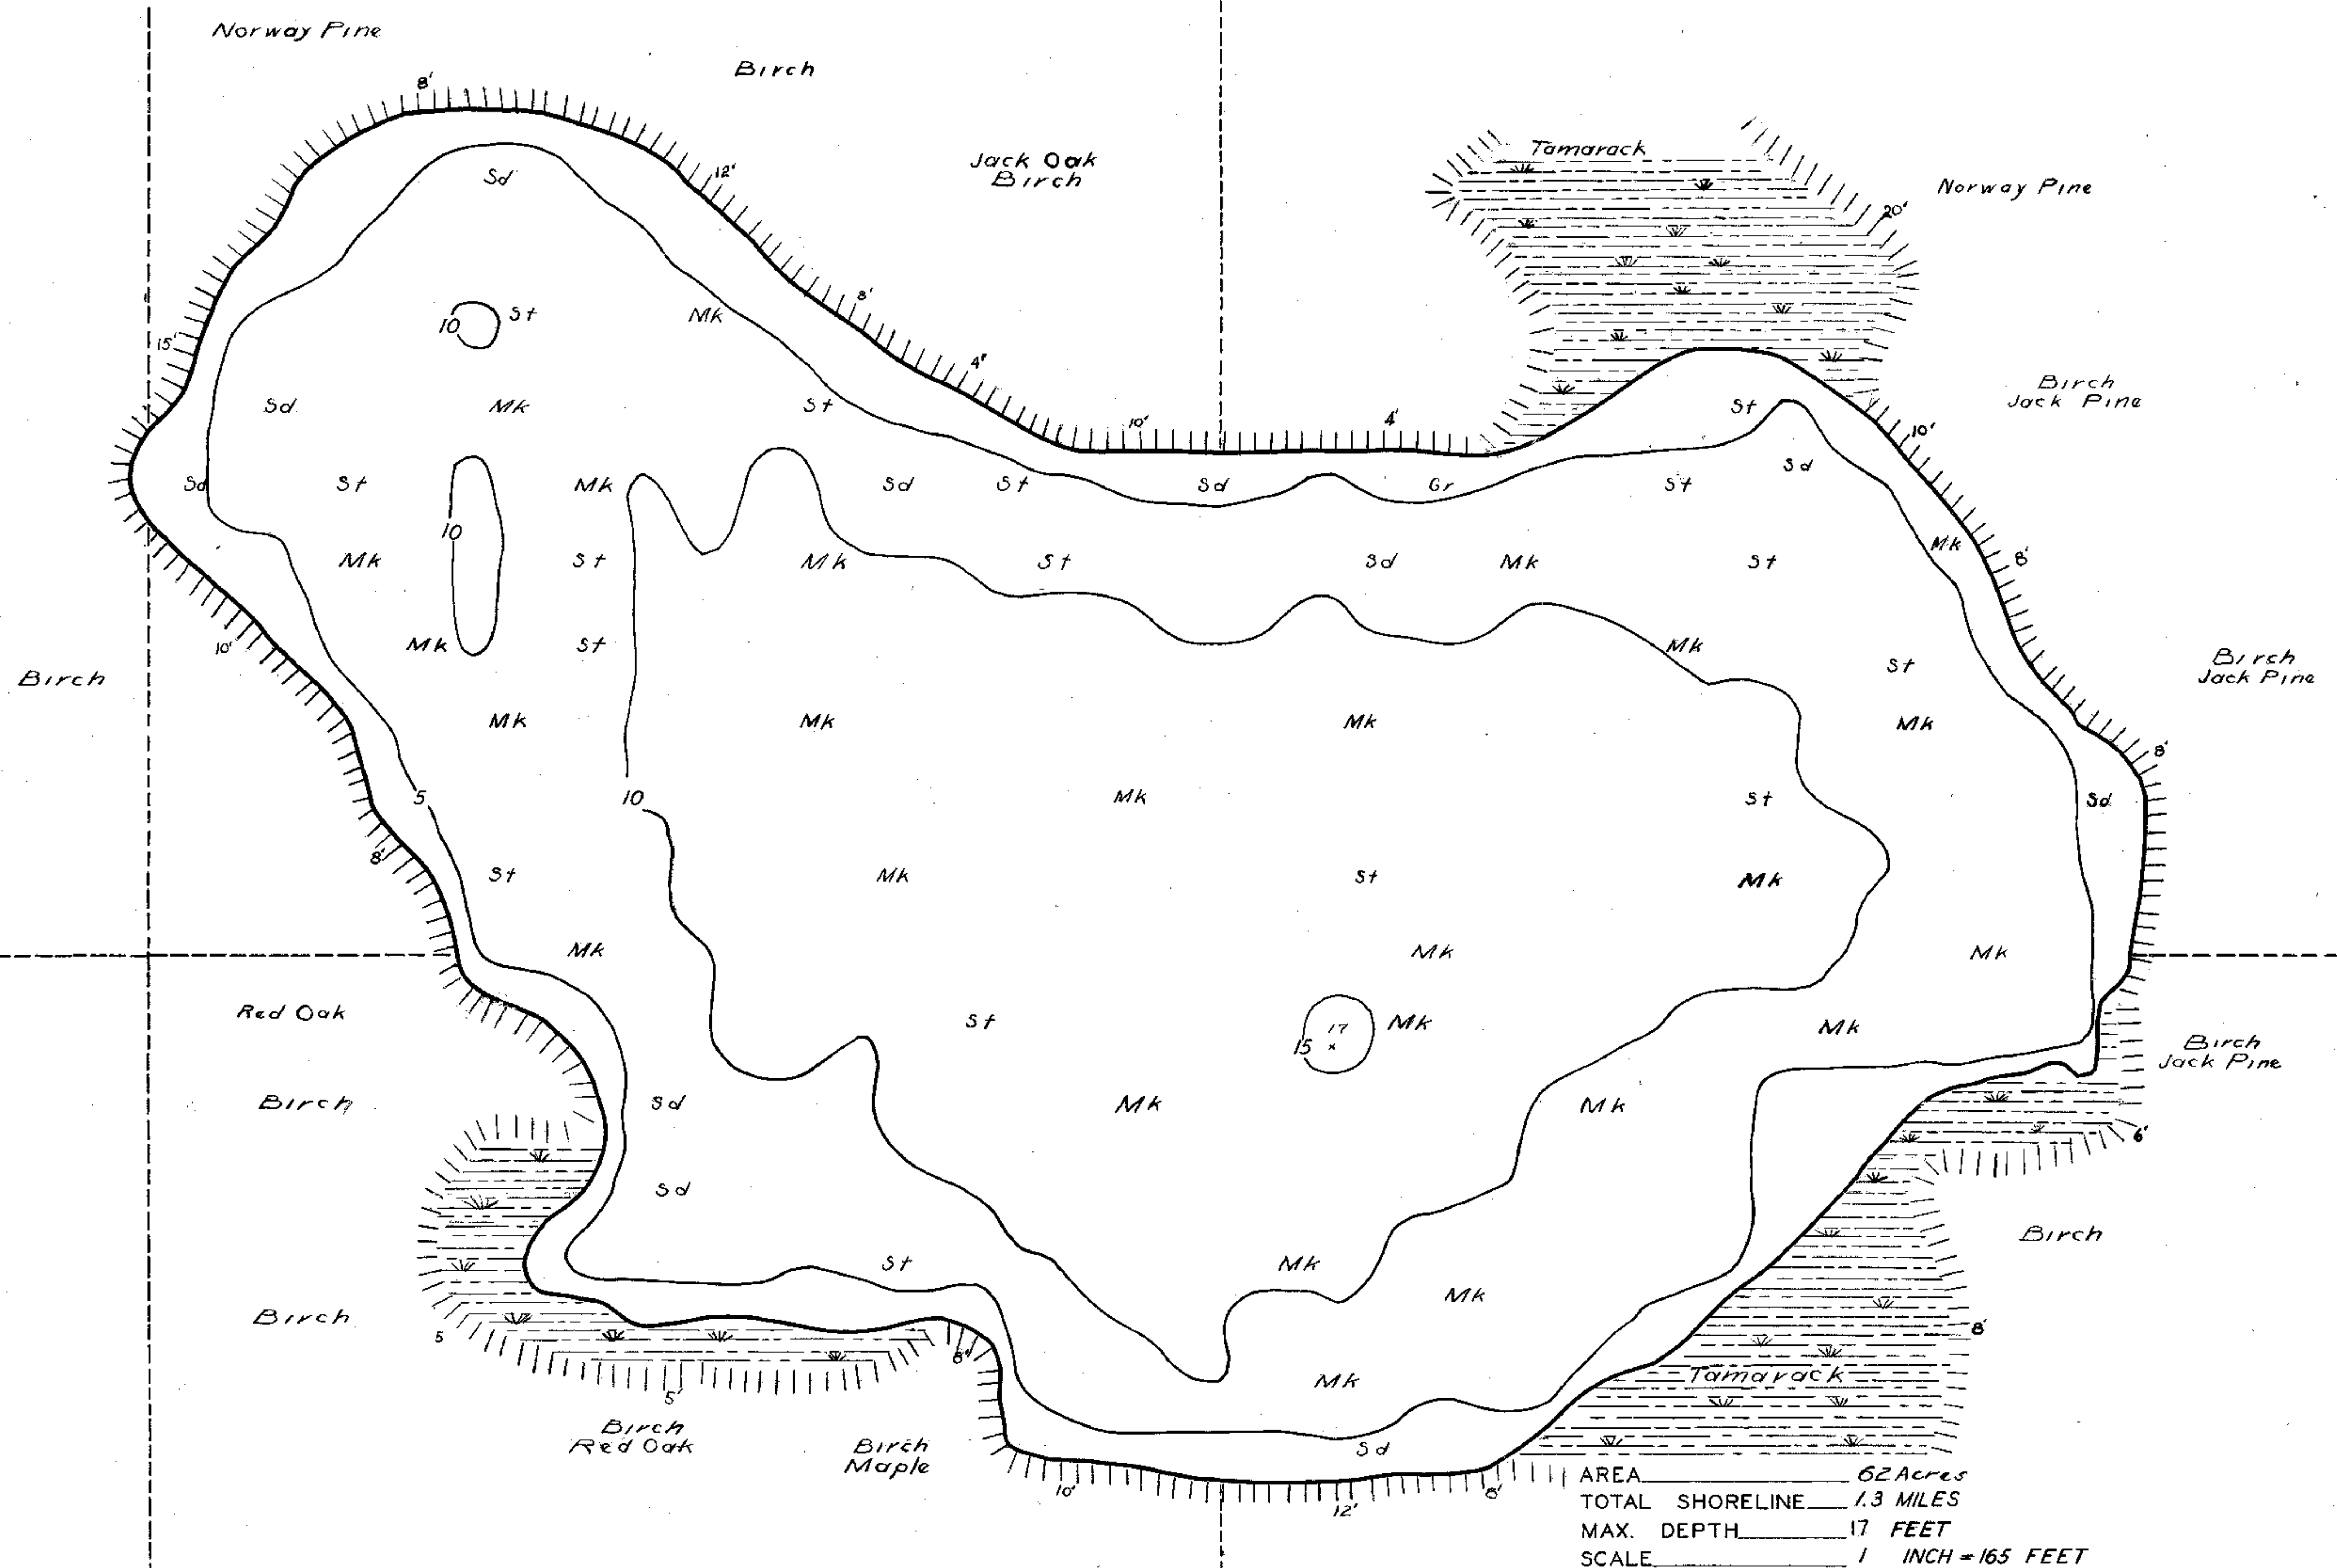 Norway Pine
Birch
8'
Jack Oak
Birch
Tamarack
12'
Sd
Norway Pine
20'
8'
10 St
Mk
15'
4'
Birch
Jack Pine
Sd
Mk
St
St
10'
4'
10'
Sd
Sd
St
Mk
Sd
St
Sd
Gr
St
10
Mk
8'
Mk
St
Mk
St
Sd
Mk
St
10'
Mk
St
Mk
St
Birch
Birch
Jack Pine
Mk
Mk
Mk
Mk
8'
5
10
Mk
St
Sd
8'
St
Mk
St
Mk
Mk
Mk
Mk
Red Oak
St
17
15
Mk
Mk
Birch
Jack Pine
Birch
Sd
Mk
Mk
6'
Sd
Birch
St
Mk
Mk
Birch
5
8'
8'
Mk
Tamarack
5'
Birch
Red Oak
Birch
Maple
Sd
10'
12'
8'
AREA 62 Acres
TOTAL SHORELINE 1.3 MILES
MAX. DEPTH 17 FEET
SCALE 1 INCH = 165 FEET